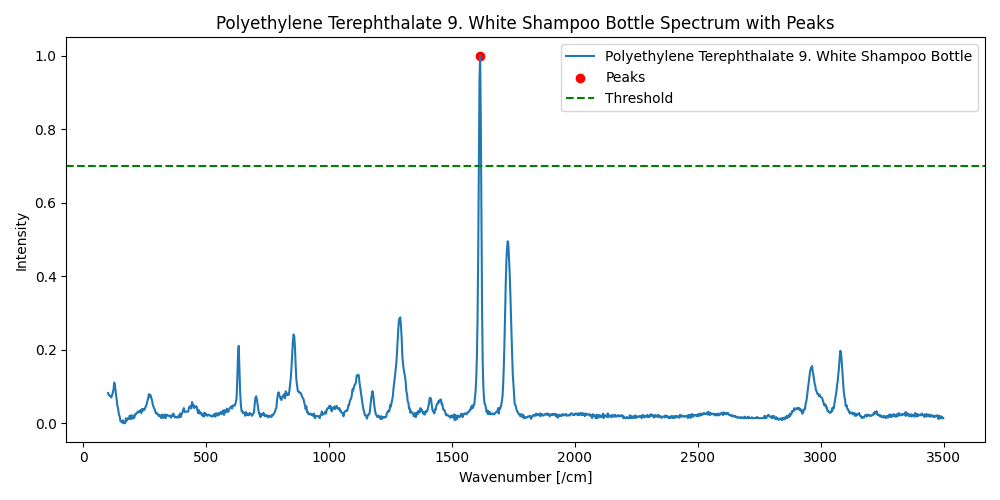 Polyethylene Terephthalate 9. White Shampoo Bottle Spectrum with Peaks
Polyethylene Terephthalate 9. White Shampoo Bottle
Peaks
Threshold
1.0
0.8
0.6
0.4
0.2
0.0
Intensity
0 500 1000 1500 2000 2500 3000 3500
Wavenumber [/cm]